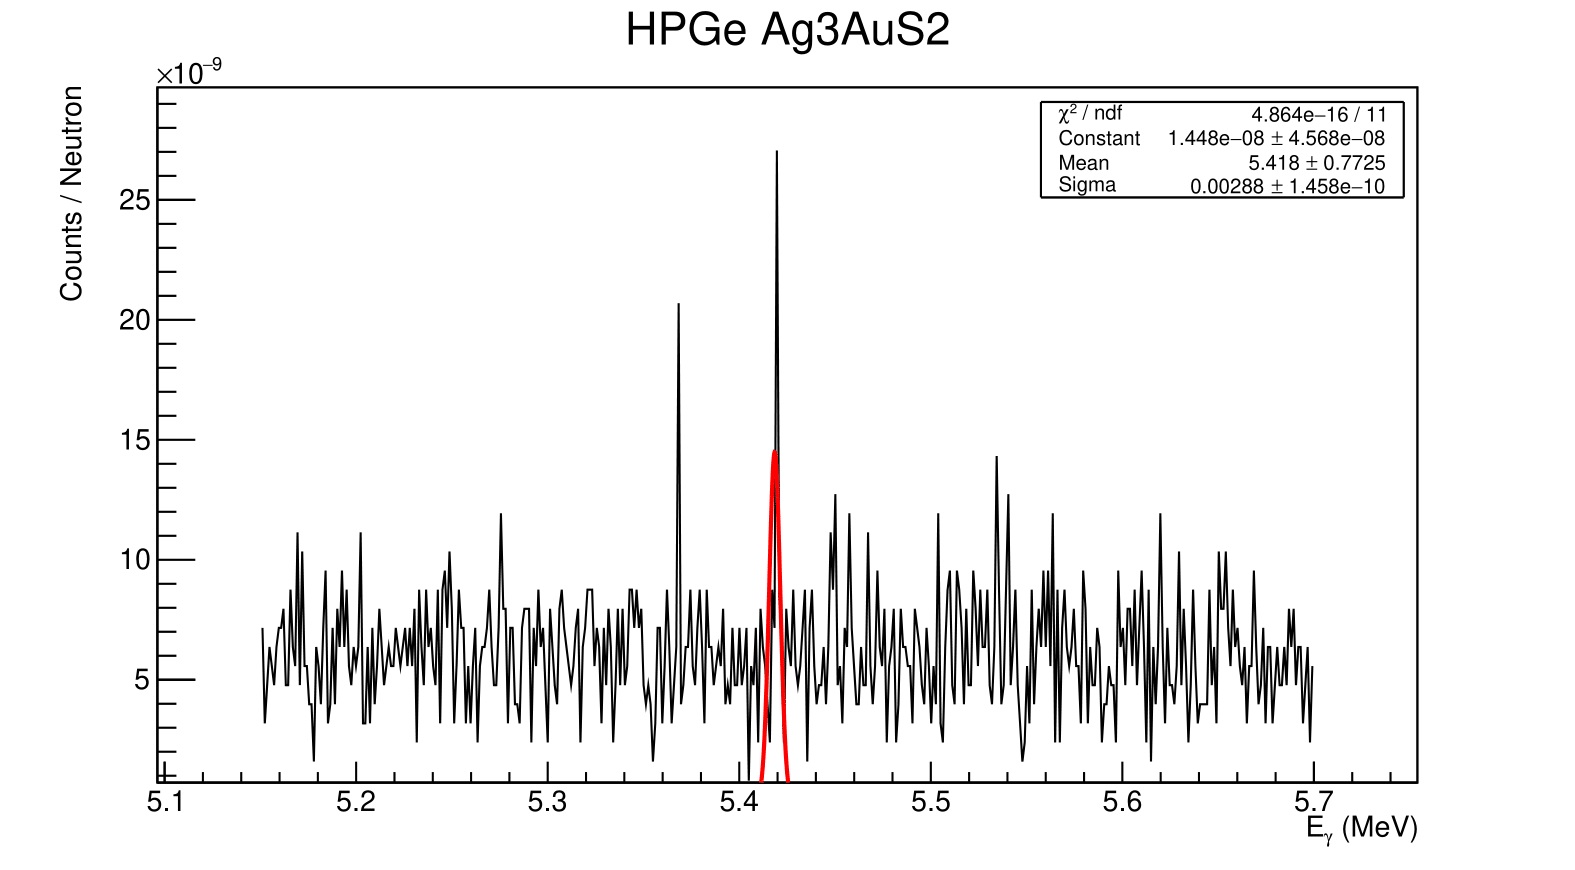 HPGe Ag3AuS2
×10⁻⁹
Counts / Neutron
χ² / ndf 4.864e−16 / 11
Constant 1.448e−08 ± 4.568e−08
Mean 5.418 ± 0.7725
Sigma 0.00288 ± 1.458e−10
25
20
15
10
5
5.1 5.2 5.3 5.4 5.5 5.6 5.7
Eγ (MeV)